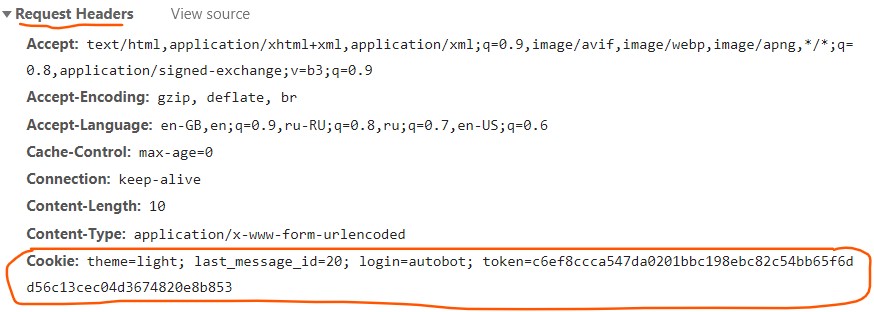 Request Headers View source
Accept: text/html,application/xhtml+xml,application/xml;q=0.9,image/avif,image/webp,image/apng,*/*;q=
0.8,application/signed-exchange;v=b3;q=0.9
Accept-Encoding: gzip, deflate, br
Accept-Language: en-GB,en;q=0.9,ru-RU;q=0.8,ru;q=0.7,en-US;q=0.6
Cache-Control: max-age=0
Connection: keep-alive
Content-Length: 10
Content-Type: application/x-www-form-urlencoded
Cookie: theme=light; last_message_id=20; login=autobot; token=c6ef8ccca547da0201bbc198ebc82c54bb65f6d
d56c13cec04d3674820e8b853